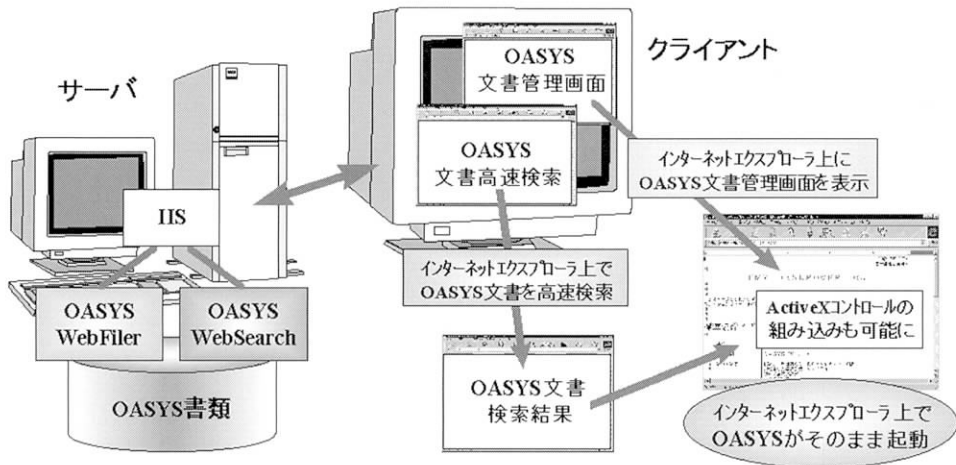 サーバ
IIS
OASYS
WebFiler
OASYS
WebSearch
OASYS書類
クライアント
OASYS
文書管理画面
OASYS
文書高速検索
インターネットエクスプローラ上に
OASYS文書管理画面を表示
インターネットエクスプローラ上で
OASYS文書を高速検索
OASYS文書
検索結果
ActiveXコントロールの
組み込みも可能に
インターネットエクスプローラ上で
OASYSがそのまま起動